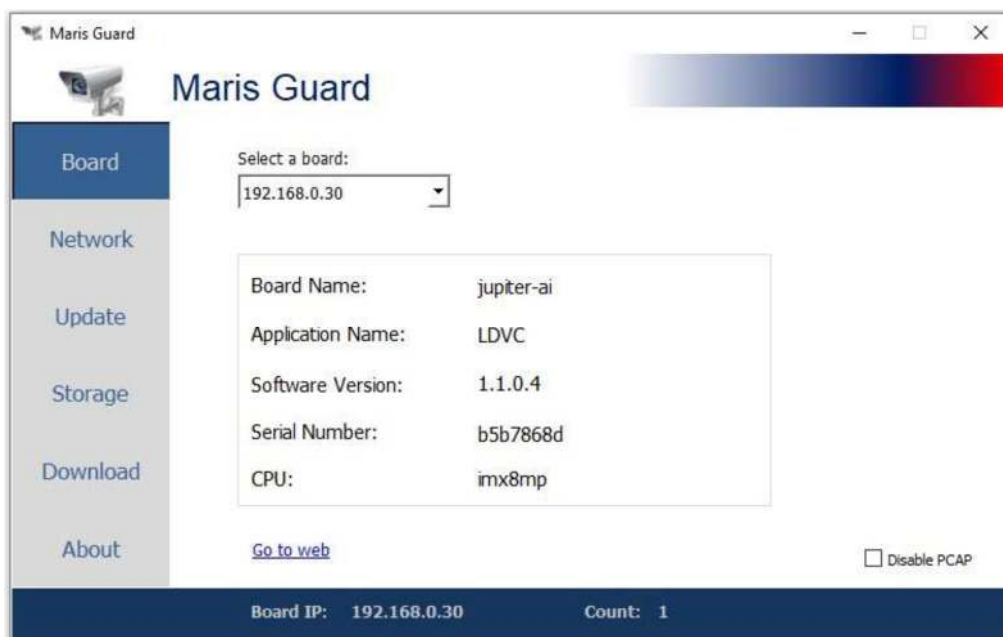 Maris Guard
Maris Guard
Board
Network
Update
Storage
Download
About
Select a board:
192.168.0.30
Board Name: jupiter-ai
Application Name: LDVC
Software Version: 1.1.0.4
Serial Number: b5b7868d
CPU: imx8mp
Go to web
Disable PCAP
Board IP: 192.168.0.30 Count: 1